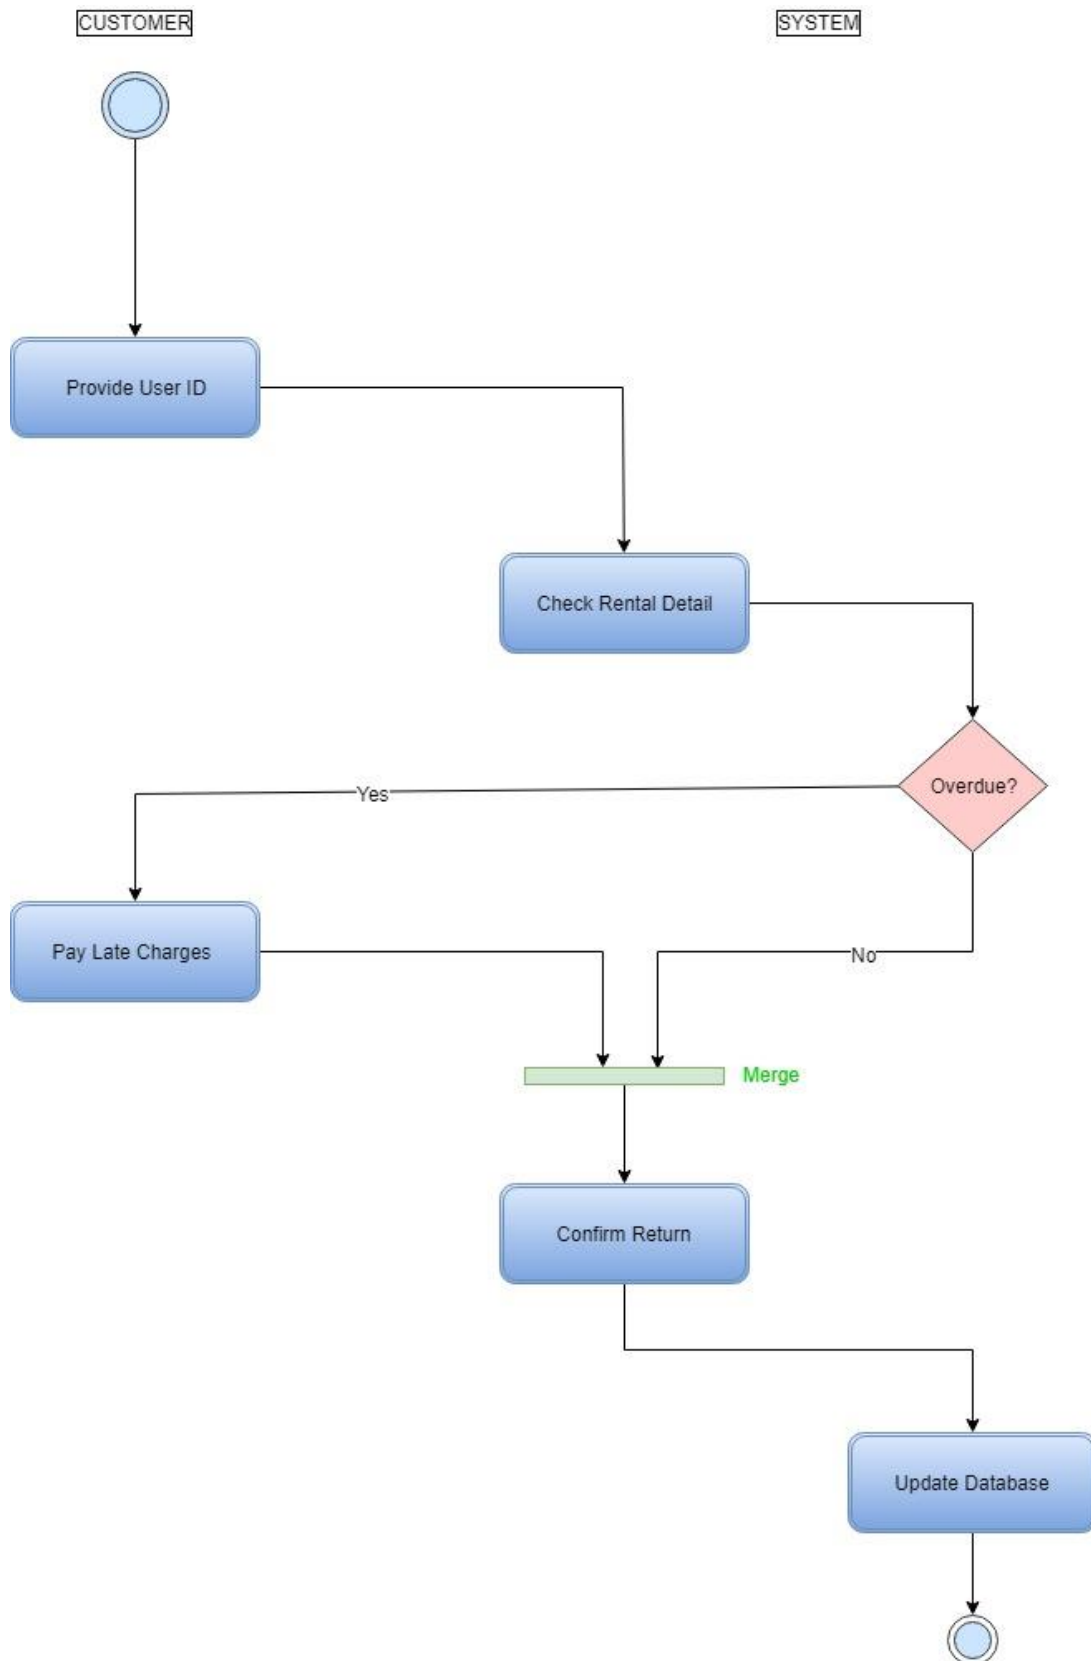 CUSTOMER
SYSTEM
Provide User ID
Check Rental Detail
Overdue?
Yes
Pay Late Charges
No
Merge
Confirm Return
Update Database